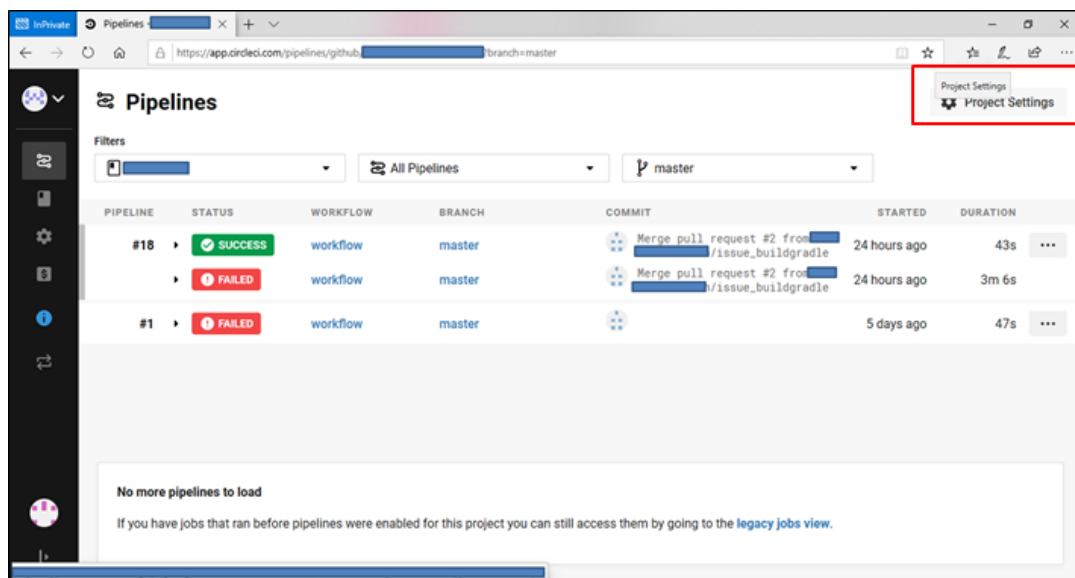 InPrivate
Pipelines -
https://app.circleci.com/pipelines/github/ ?branch=master
Pipelines
Project Settings
Project Settings
Filters
All Pipelines
master
PIPELINE STATUS WORKFLOW BRANCH COMMIT STARTED DURATION
#18 SUCCESS workflow master Merge pull request #2 from 24 hours ago 43s
/issue_buildgradle
FAILED workflow master Merge pull request #2 from 24 hours ago 3m 6s
/issue_buildgradle
#1 FAILED workflow master 5 days ago 47s
No more pipelines to load
If you have jobs that ran before pipelines were enabled for this project you can still access them by going to the legacy jobs view.